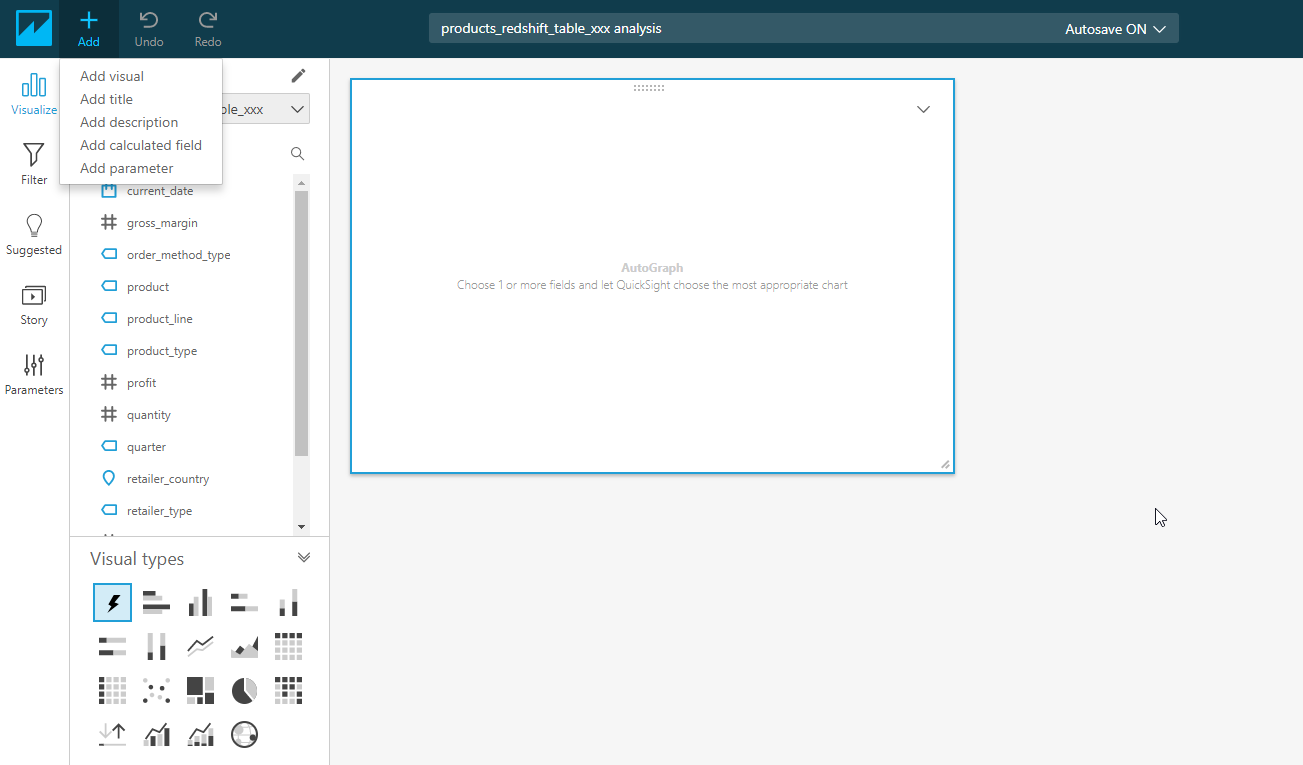 Add
Undo
Redo
products_redshift_table_xxx analysis
Autosave ON
Add visual
Add title
Add description
Add calculated field
Add parameter
Visualize
Filter
Suggested
Story
Parameters
ble_xxx
current_date
gross_margin
order_method_type
product
product_line
product_type
profit
quantity
quarter
retailer_country
retailer_type
Visual types
AutoGraph
Choose 1 or more fields and let QuickSight choose the most appropriate chart